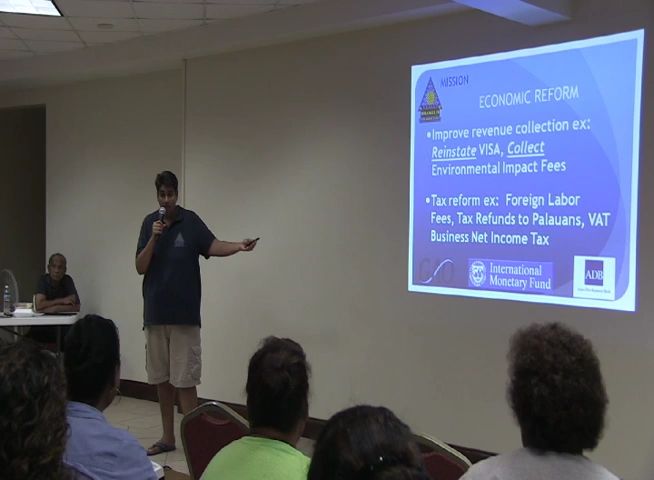 MISSION
ECONOMIC REFORM
•Improve revenue collection ex:
Reinstate VISA, Collect
Environmental Impact Fees
•Tax reform ex: Foreign Labor
Fees, Tax Refunds to Palauans, VAT
Business Net Income Tax
International
Monetary Fund
ADB